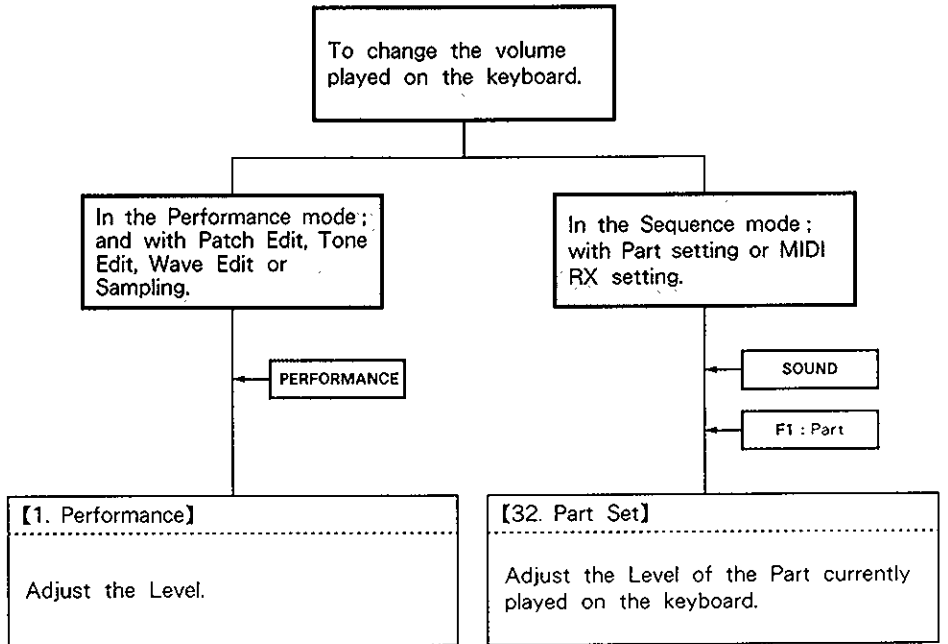 To change the volume
played on the keyboard.
In the Performance mode;
and with Patch Edit, Tone
Edit, Wave Edit or
Sampling.
In the Sequence mode;
with Part setting or MIDI
RX setting.
PERFORMANCE
SOUND
F1 : Part
【1. Performance】
Adjust the Level.
【32. Part Set】
Adjust the Level of the Part currently
played on the keyboard.